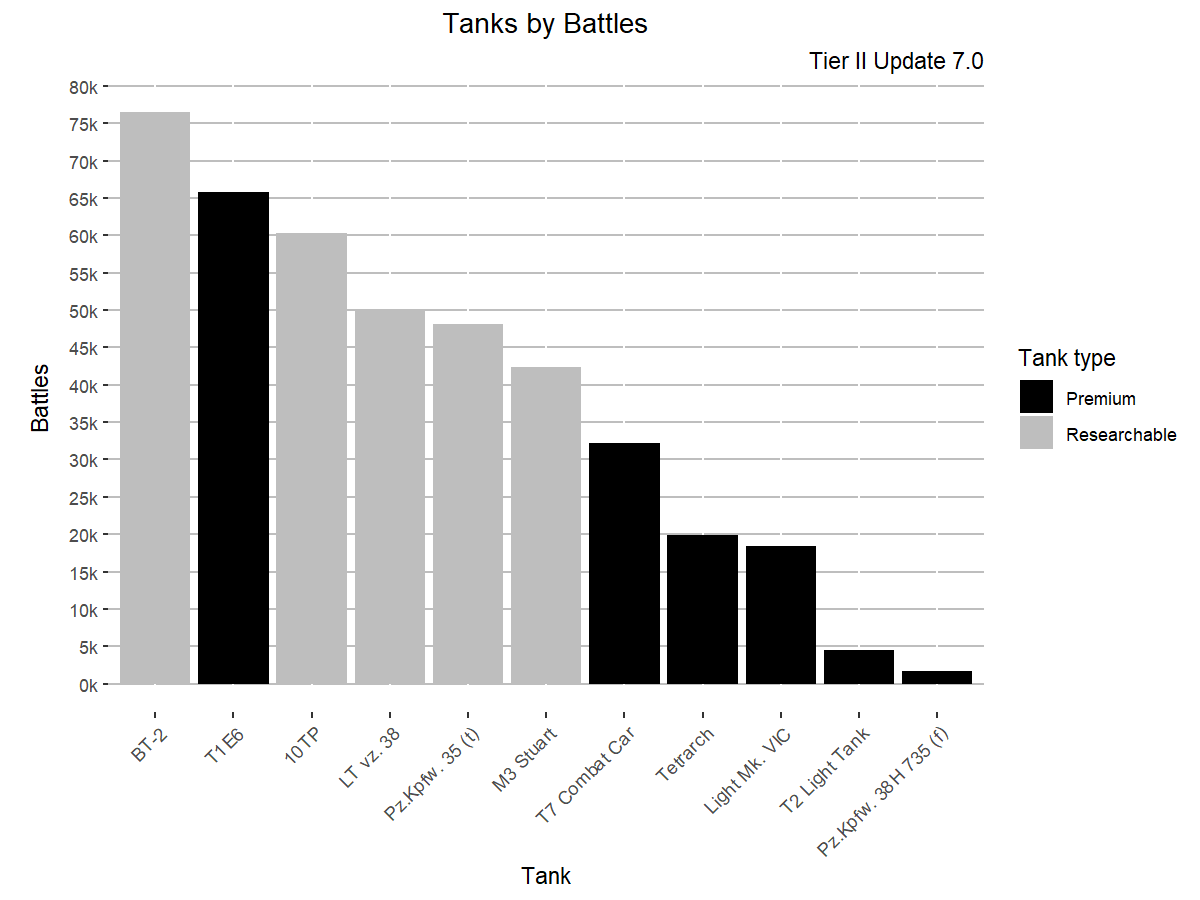 Tanks by Battles
Tier II Update 7.0
80k
75k
70k
65k
60k
55k
50k
45k
40k
35k
30k
25k
20k
15k
10k
5k
0k
Battles
BT-2
T1E6
10TP
LT vz. 38
Pz.Kpfw. 35 (t)
M3 Stuart
T7 Combat Car
Tetrarch
Light Mk. VIC
T2 Light Tank
Pz.Kpfw. 38H 735 (f)
Tank
Tank type
Premium
Researchable